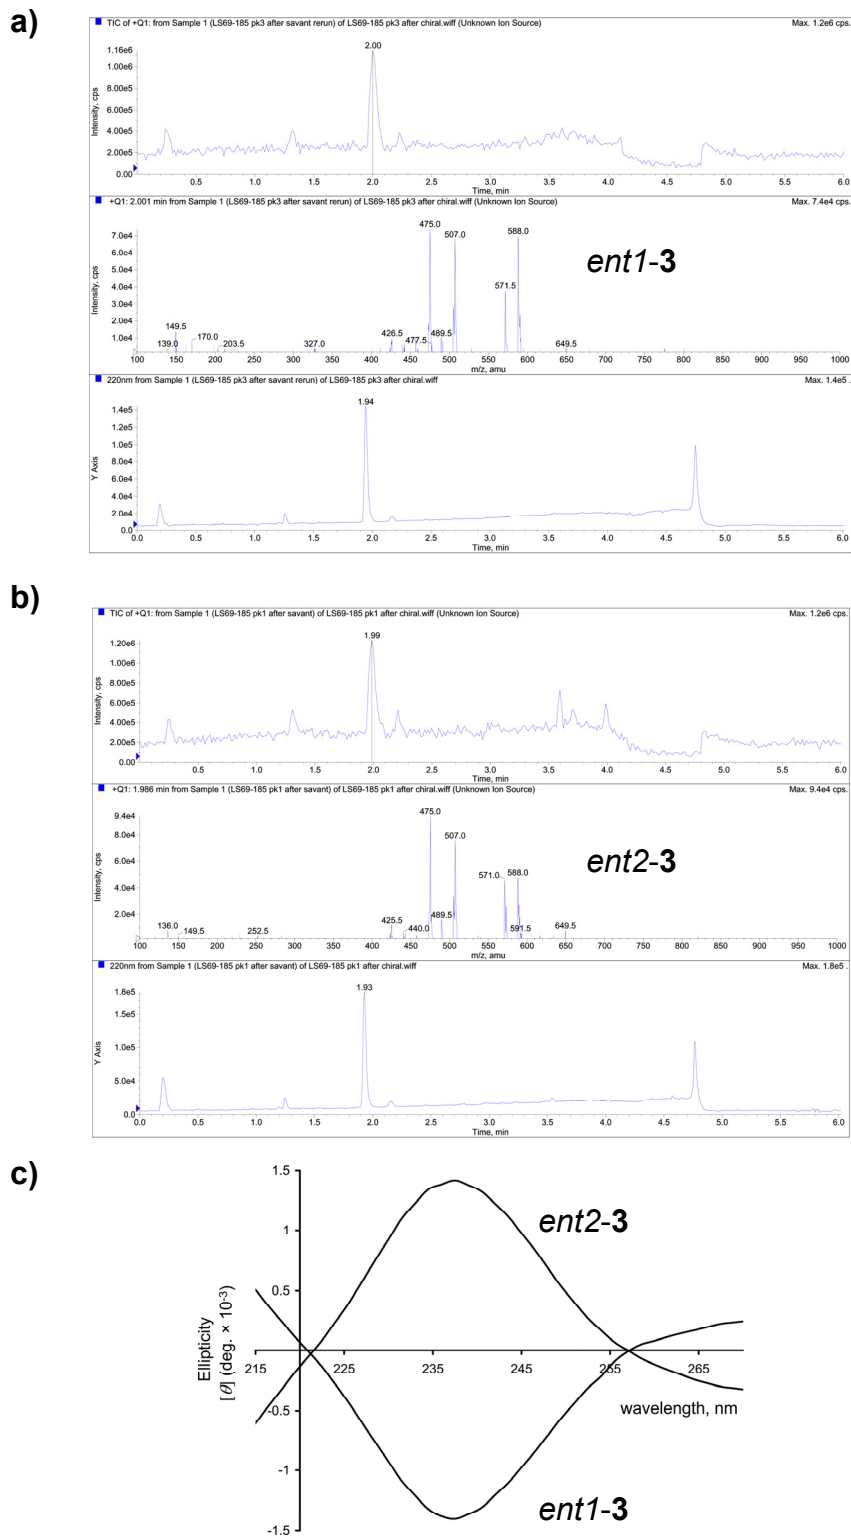 a)
TIC of +Q1: from Sample 1 (LS69-185 pk3 after savant rerun) of LS69-185 pk3 after chiral.wiff (Unknown Ion Source) Max. 1.2e6 cps.
2.00
1.16e6
1.00e6
8.00e5
6.00e5
4.00e5
2.00e5
0.00
Intensity, cps
0.5 1.0 1.5 2.0 2.5 3.0 3.5 4.0 4.5 5.0 5.5 6.0
Time, min
+Q1: 2.001 min from Sample 1 (LS69-185 pk3 after savant rerun) of LS69-185 pk3 after chiral.wiff (Unknown Ion Source) Max. 7.4e4 cps.
475.0
507.0
588.0
571.5
ent1-3
7.0e4
6.0e4
5.0e4
4.0e4
3.0e4
2.0e4
1.0e4
Intensity, cps
149.5
139.0
170.0
203.5
327.0
426.5
477.5
489.5
649.5
100 150 200 250 300 350 400 450 500 550 600 650 700 750 800 850 900 950 1000
m/z, amu
220nm from Sample 1 (LS69-185 pk3 after savant rerun) of LS69-185 pk3 after chiral.wiff Max. 1.4e5 .
1.94
1.4e5
1.2e5
1.0e5
8.0e4
6.0e4
4.0e4
2.0e4
0.0
Y Axis
0.0 0.5 1.0 1.5 2.0 2.5 3.0 3.5 4.0 4.5 5.0 5.5 6.0
Time, min
b)
TIC of +Q1: from Sample 1 (LS69-185 pk1 after savant) of LS69-185 pk1 after chiral.wiff (Unknown Ion Source) Max. 1.2e6 cps.
1.99
1.20e6
1.00e6
8.00e5
6.00e5
4.00e5
2.00e5
0.00
Intensity, cps
0.5 1.0 1.5 2.0 2.5 3.0 3.5 4.0 4.5 5.0 5.5 6.0
Time, min
+Q1: 1.986 min from Sample 1 (LS69-185 pk1 after savant) of LS69-185 pk1 after chiral.wiff (Unknown Ion Source) Max. 9.4e4 cps.
475.0
507.0
571.0
588.0
ent2-3
9.4e4
8.0e4
6.0e4
4.0e4
2.0e4
Intensity, cps
136.0
149.5
252.5
425.5
440.0
489.5
591.5
649.5
100 150 200 250 300 350 400 450 500 550 600 650 700 750 800 850 900 950 1000
m/z, amu
220nm from Sample 1 (LS69-185 pk1 after savant) of LS69-185 pk1 after chiral.wiff Max. 1.8e5 .
1.93
1.8e5
1.5e5
1.0e5
5.0e4
0.0
Y Axis
0.0 0.5 1.0 1.5 2.0 2.5 3.0 3.5 4.0 4.5 5.0 5.5 6.0
Time, min
c)
1.5
1
0.5
-0.5
-1
-1.5
Ellipticity
[θ] (deg. × 10-3)
ent2-3
215 225 235 245 255 265
wavelength, nm
ent1-3